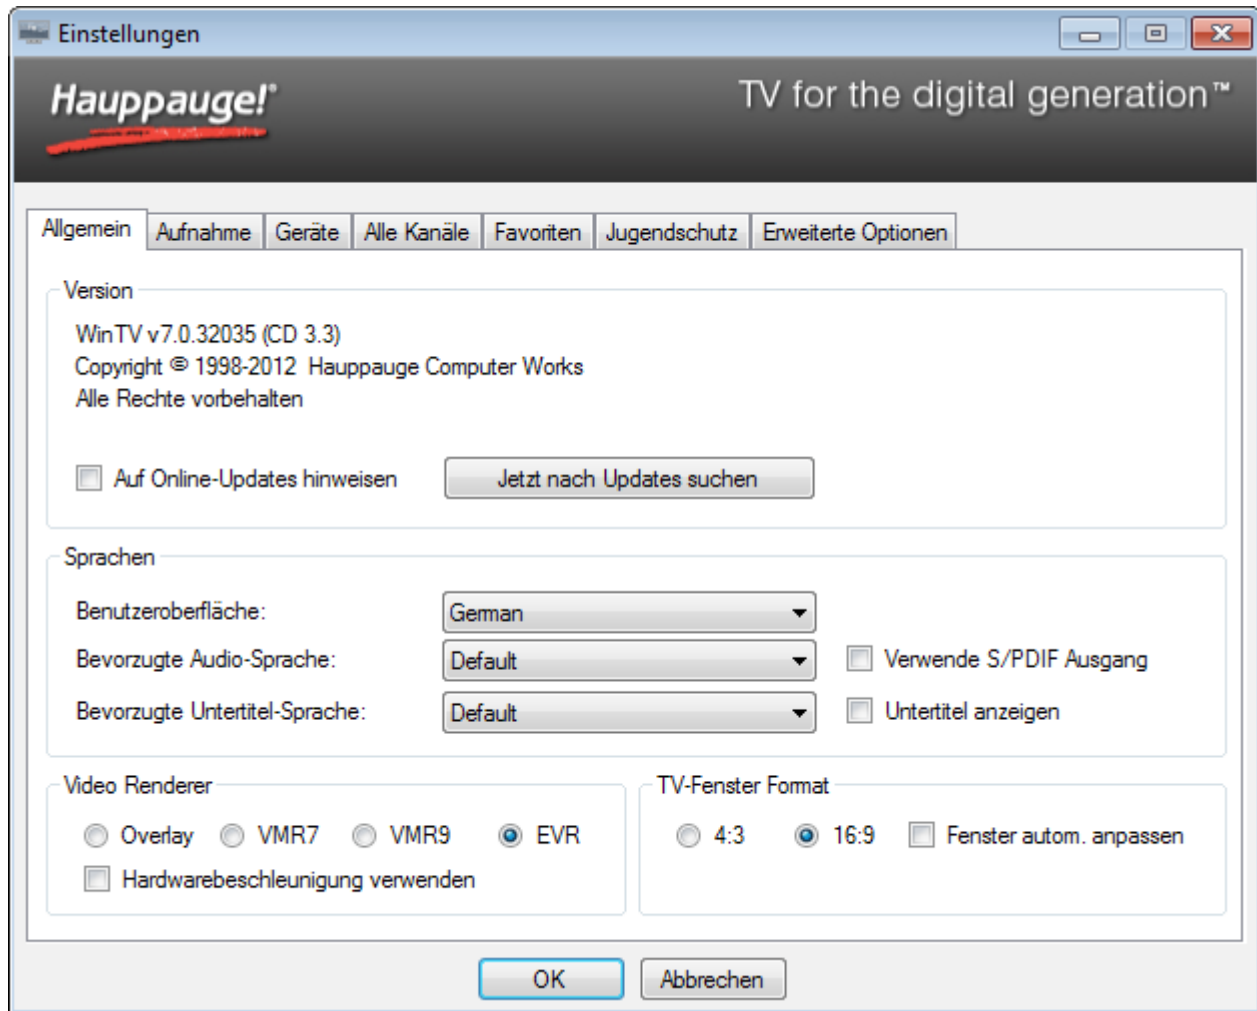 Einstellungen
Hauppauge!®
TV for the digital generation™
Allgemein Aufnahme Geräte Alle Kanäle Favoriten Jugendschutz Erweiterte Optionen
Version
WinTV v7.0.32035 (CD 3.3)
Copyright © 1998-2012 Hauppauge Computer Works
Alle Rechte vorbehalten
Auf Online-Updates hinweisen Jetzt nach Updates suchen
Sprachen
Benutzeroberfläche: German
Bevorzugte Audio-Sprache: Default Verwende S/PDIF Ausgang
Bevorzugte Untertitel-Sprache: Default Untertitel anzeigen
Video Renderer TV-Fenster Format
Overlay VMR7 VMR9 EVR 4:3 16:9 Fenster autom. anpassen
Hardwarebeschleunigung verwenden
OK Abbrechen